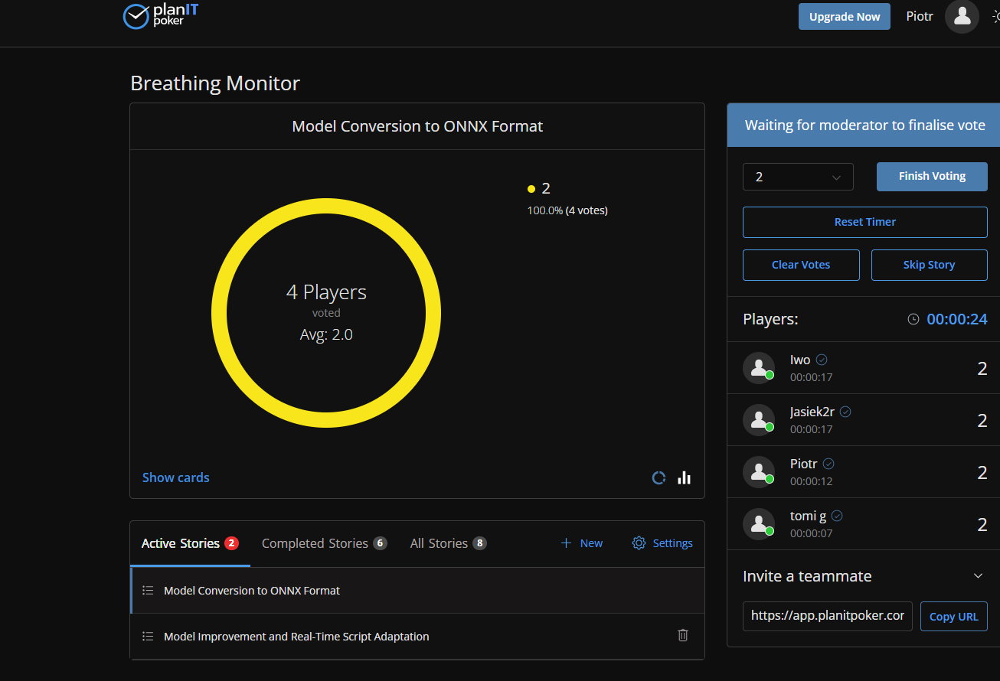 planIT
poker
Upgrade Now
Piotr
Breathing Monitor
Model Conversion to ONNX Format
2
100.0% (4 votes)
4 Players
voted
Avg: 2.0
Show cards
Active Stories 2
Completed Stories 6
All Stories 8
New
Settings
Model Conversion to ONNX Format
Model Improvement and Real-Time Script Adaptation
Waiting for moderator to finalise vote
2
Finish Voting
Reset Timer
Clear Votes
Skip Story
Players:
00:00:24
Iwo
00:00:17
2
Jasiek2r
00:00:17
2
Piotr
00:00:12
2
tomi g
00:00:07
2
Invite a teammate
https://app.planitpoker.cor
Copy URL